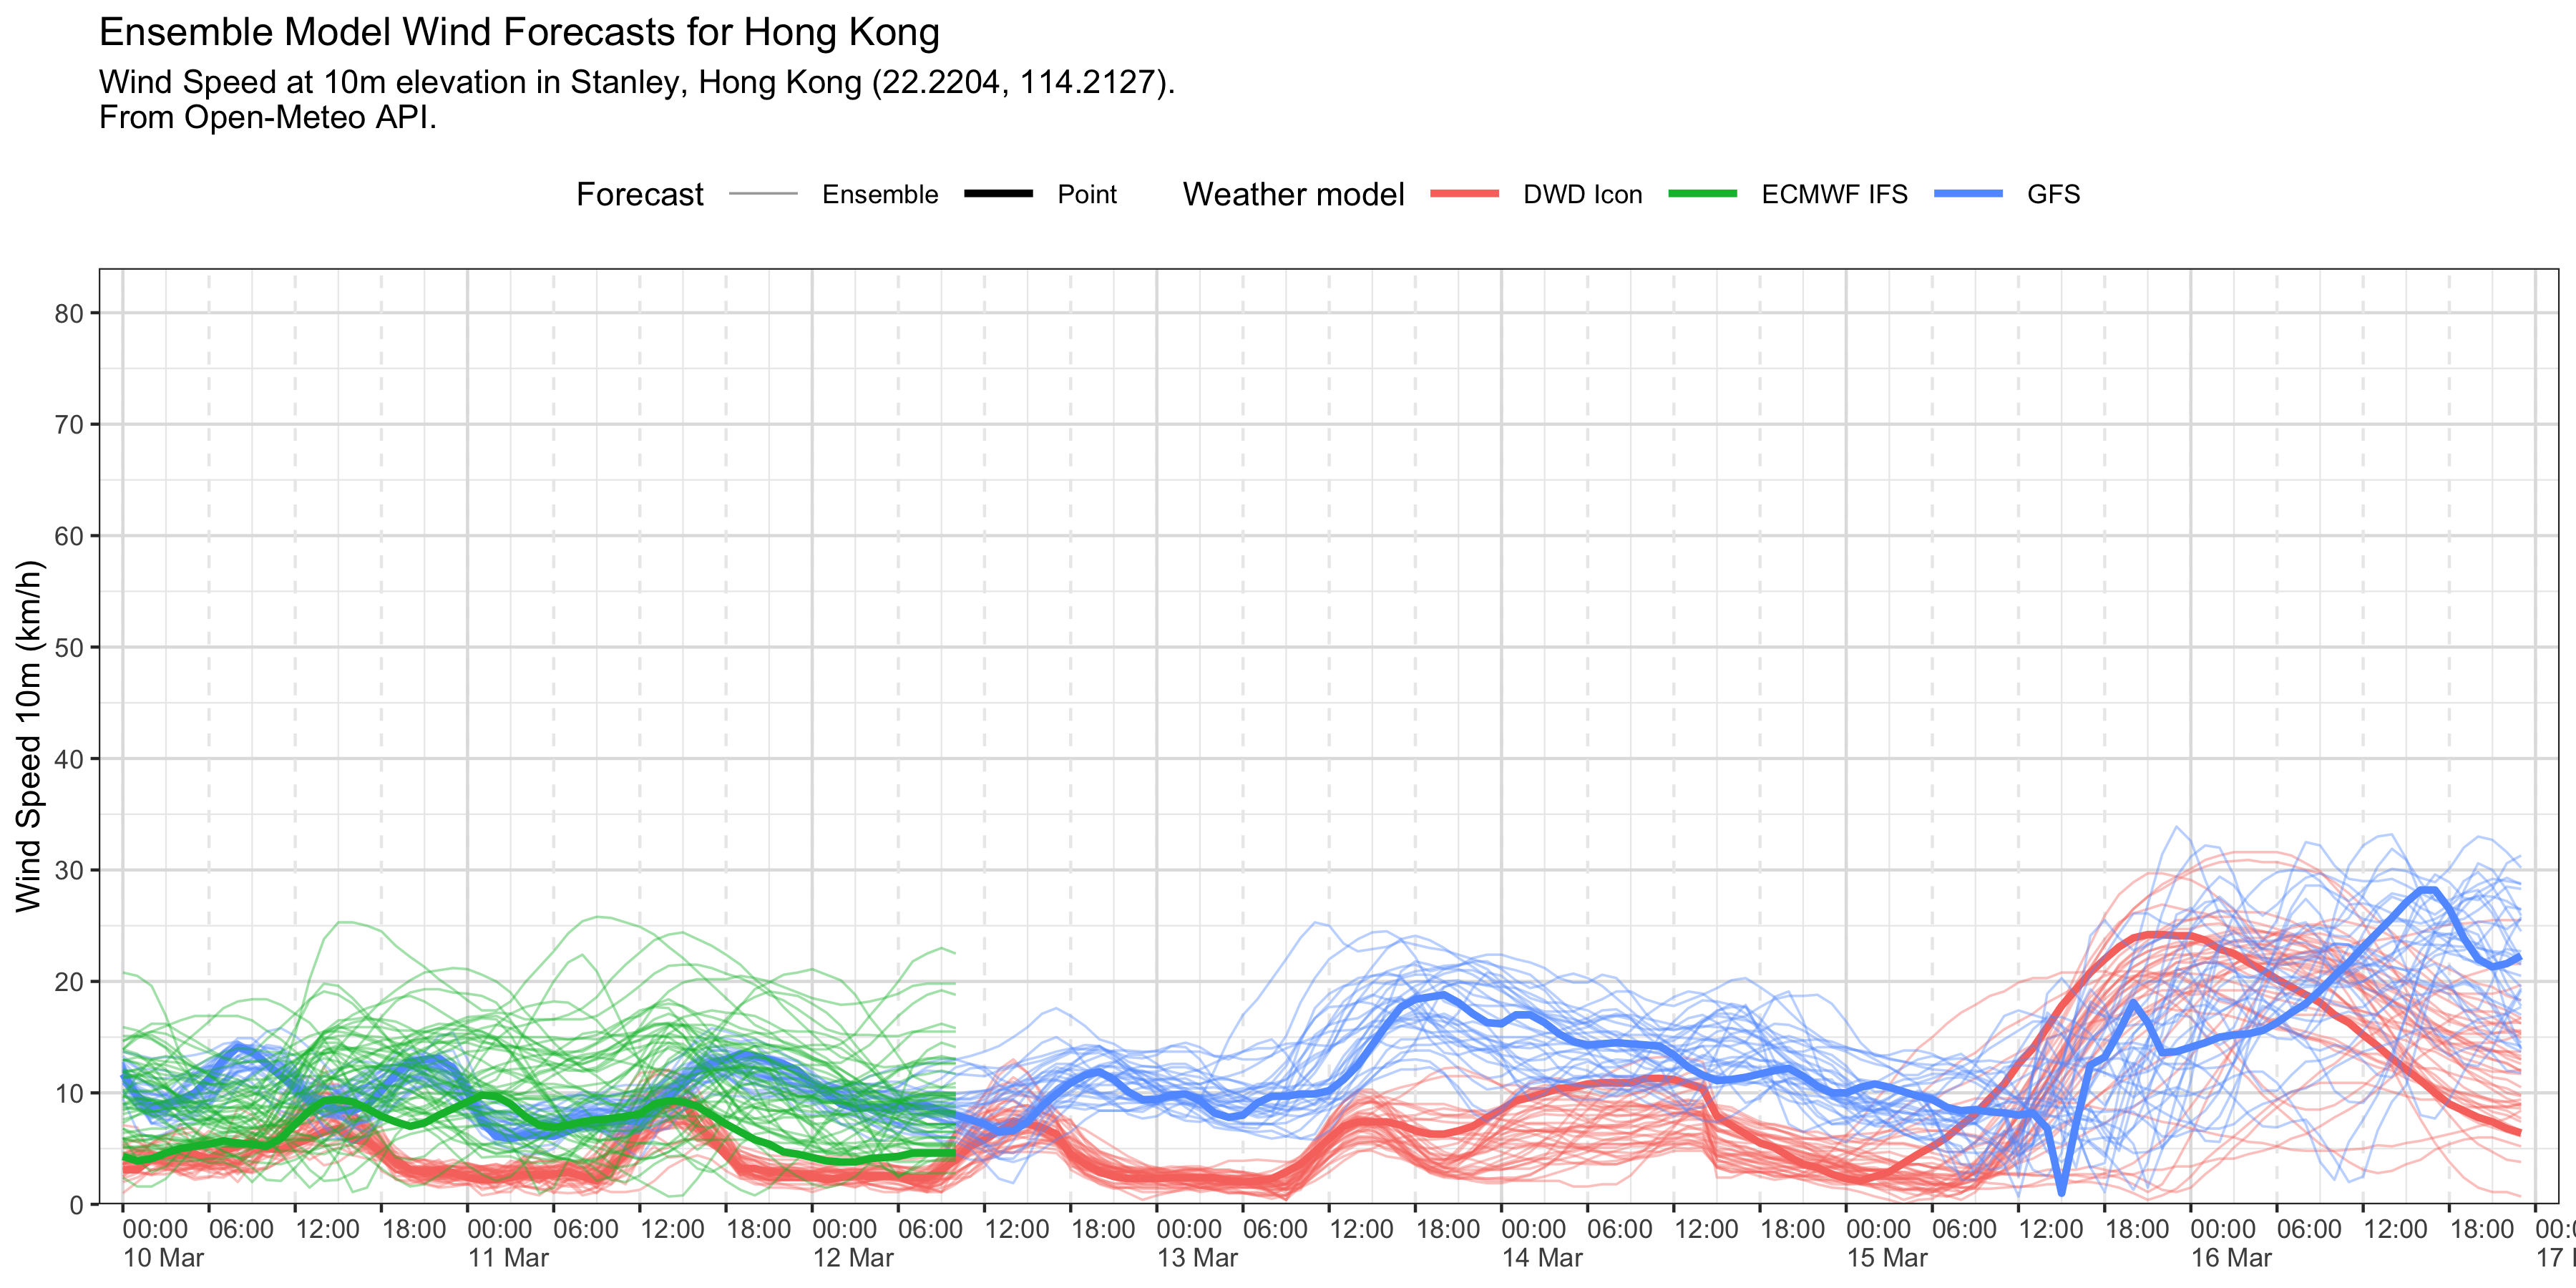 Ensemble Model Wind Forecasts for Hong Kong
Wind Speed at 10m elevation in Stanley, Hong Kong (22.2204, 114.2127).
From Open-Meteo API.
Forecast Ensemble Point Weather model DWD Icon ECMWF IFS GFS
Wind Speed 10m (km/h)
80
70
60
50
40
30
20
10
0
00:00 06:00 12:00 18:00 00:00 06:00 12:00 18:00 00:00 06:00 12:00 18:00 00:00 06:00 12:00 18:00 00:00 06:00 12:00 18:00 00:00 06:00 12:00 18:00 00:00 06:00 12:00 18:00
10 Mar 11 Mar 12 Mar 13 Mar 14 Mar 15 Mar 16 Mar 17